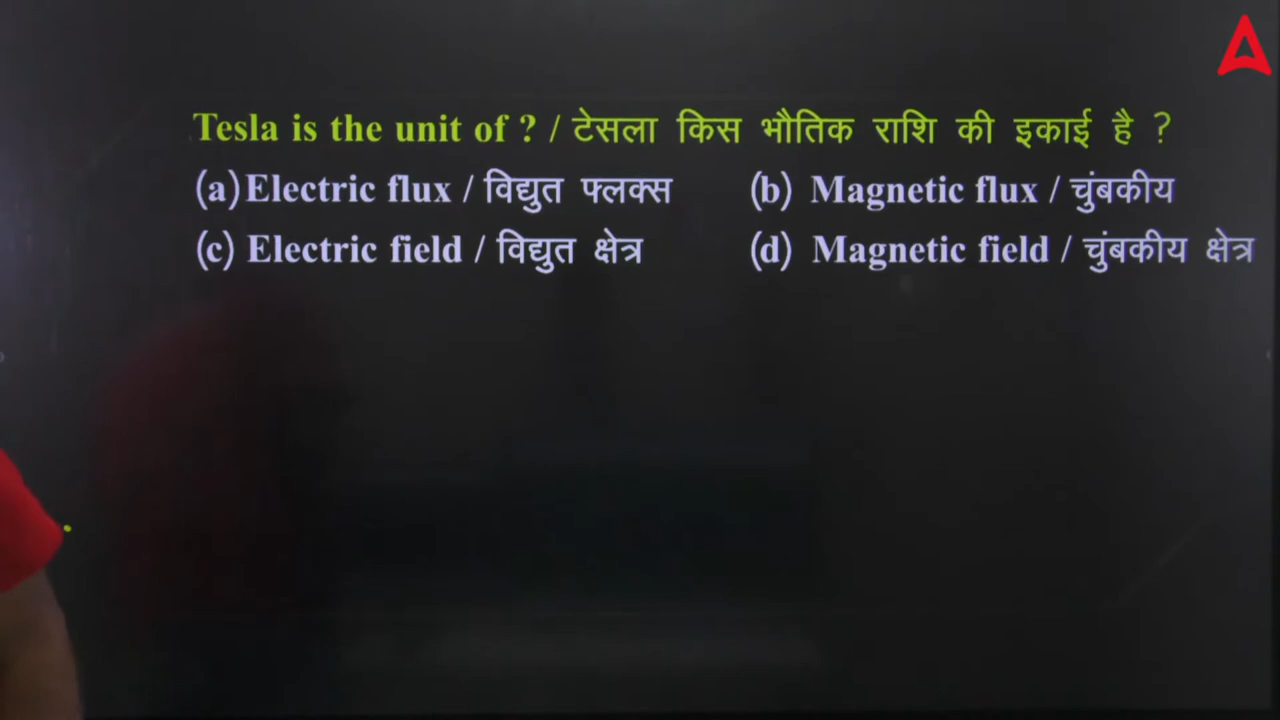 Tesla is the unit of ? / टेसला किस भौतिक राशि की इकाई है ?
(a) Electric flux / विद्युत फ्लक्स (b) Magnetic flux / चुंबकीय
(c) Electric field / विद्युत क्षेत्र (d) Magnetic field / चुंबकीय क्षेत्र